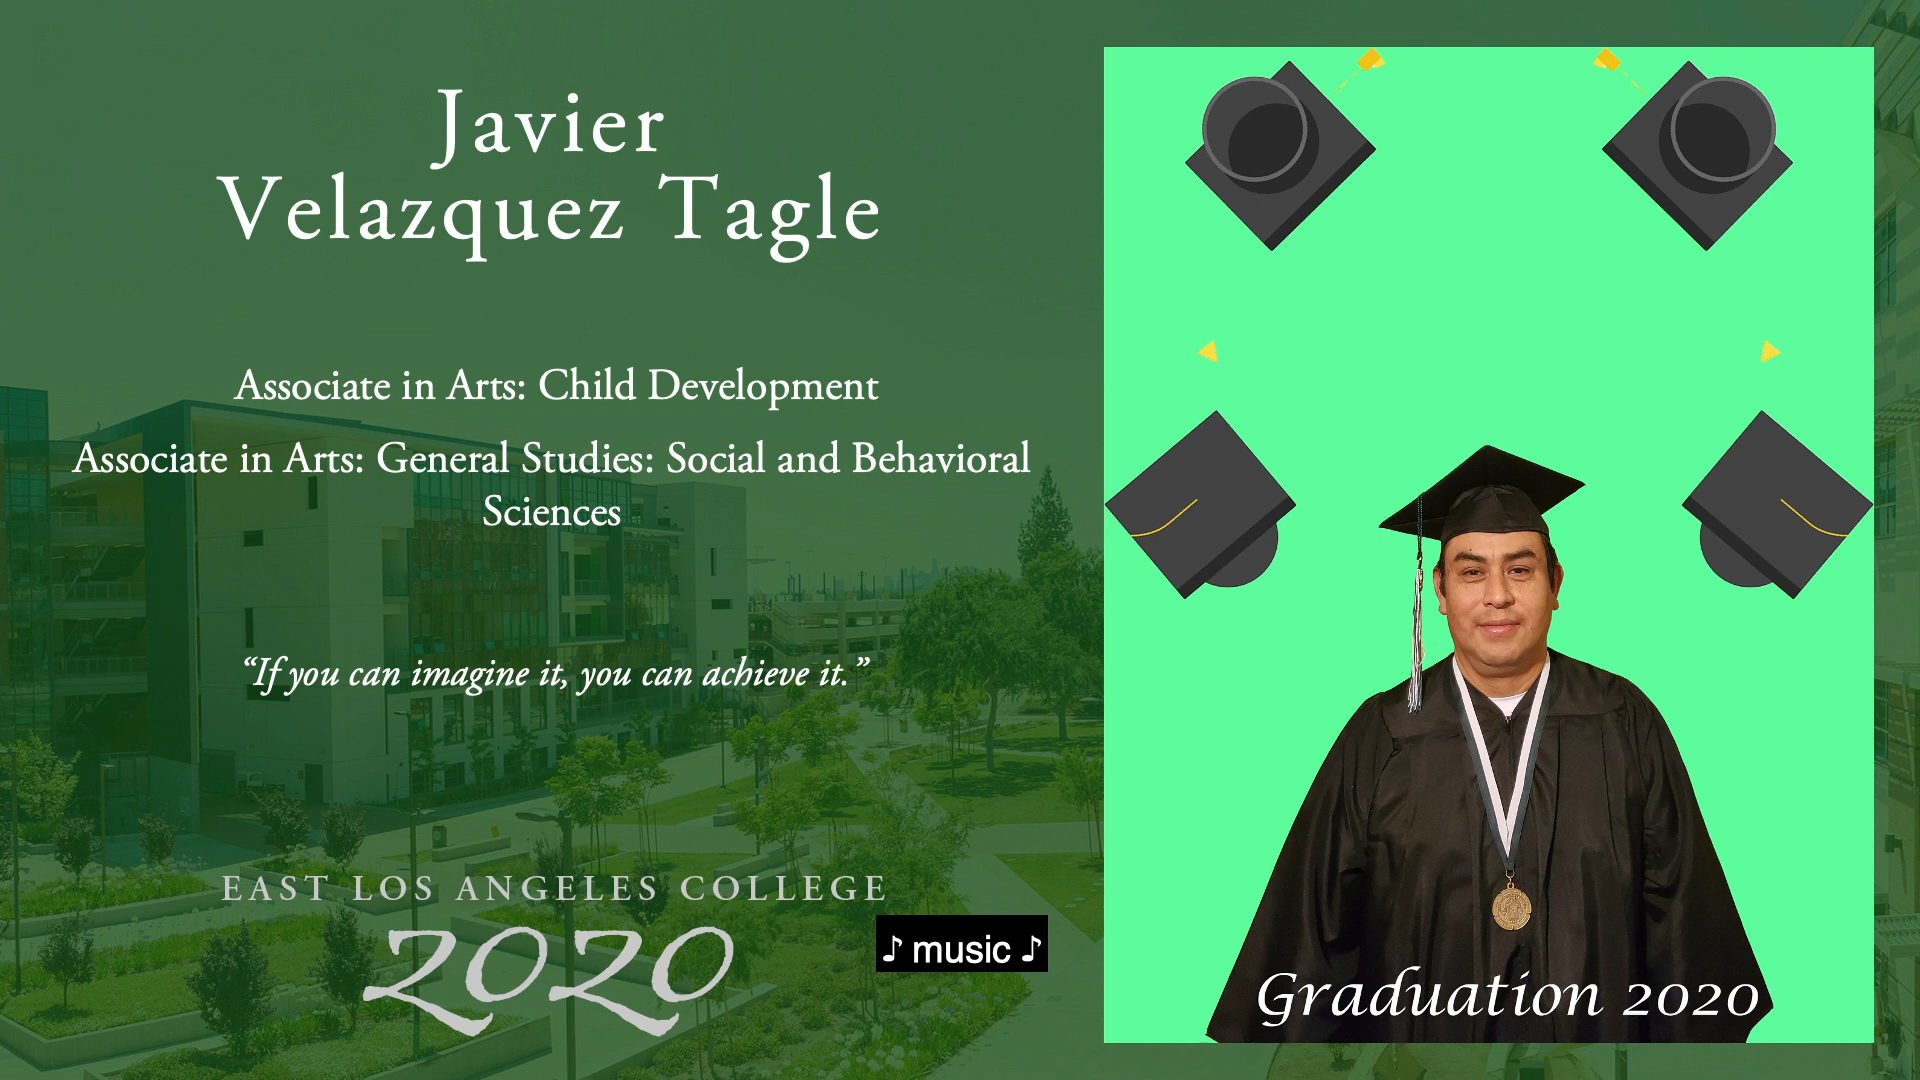 Javier
Velazquez Tagle
Associate in Arts: Child Development
Associate in Arts: General Studies: Social and Behavioral
Sciences
“If you can imagine it, you can achieve it.”
EAST LOS ANGELES COLLEGE
2020
♪ music ♪
Graduation 2020